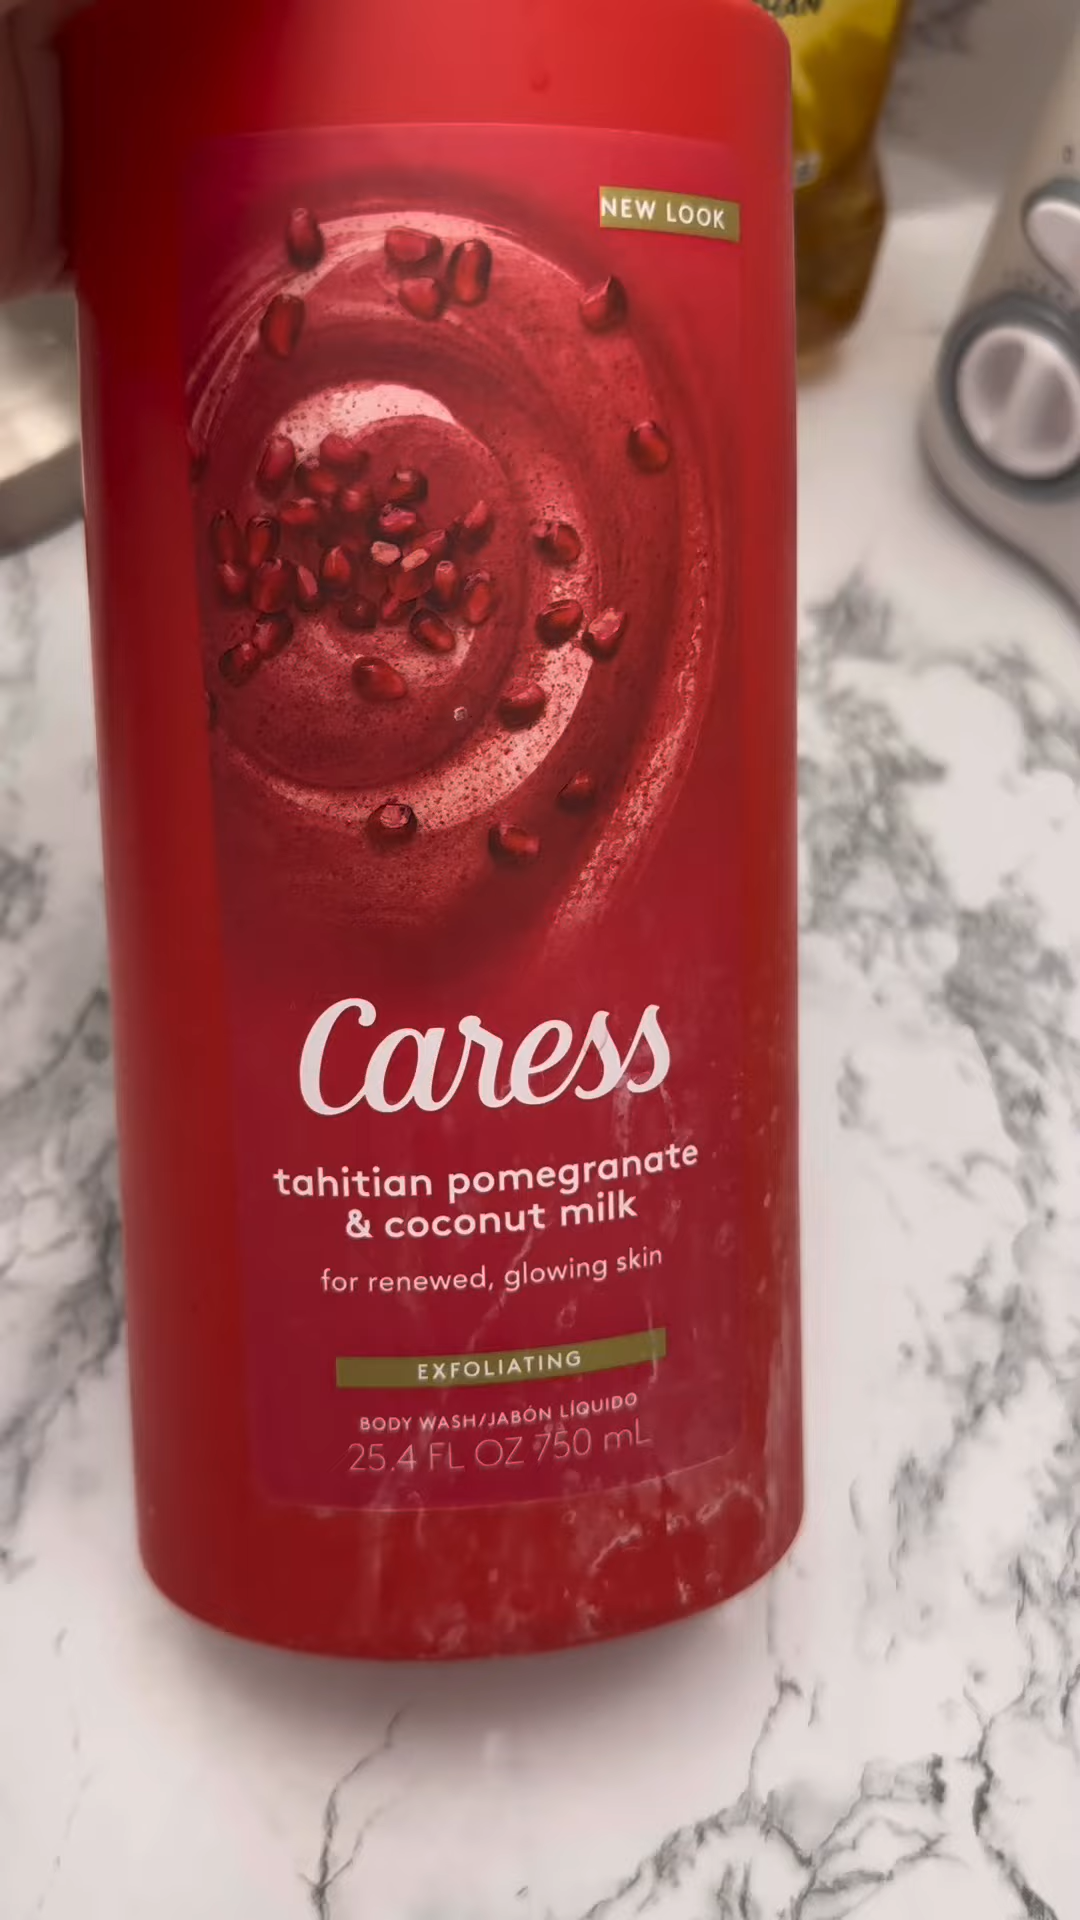 NEW LOOK
Caress
tahitian pomegranate
& coconut milk
for renewed, glowing skin
EXFOLIATING
BODY WASH/JABÓN LÍQUIDO
25.4 FL OZ 750 mL